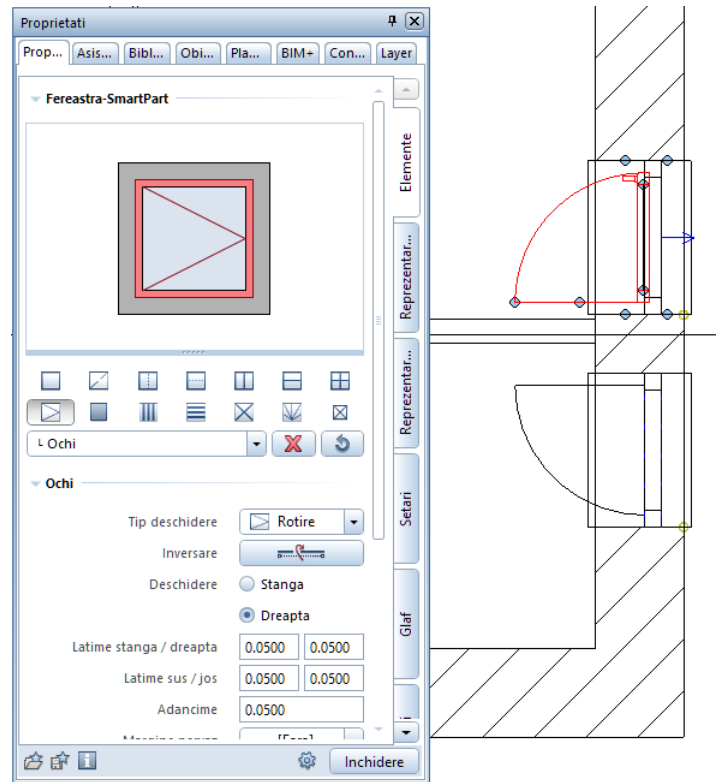 Proprietati
Prop... Asis... Bibl... Obi... Pla... BIM+ Con... Layer
Fereastra-SmartPart
Elemente
Reprezentar...
Reprezentar...
Setari
Glaf
Ochi
Ochi
Tip deschidere Rotire
Inversare
Deschidere Stanga
Dreapta
Latime stanga / dreapta 0.0500 0.0500
Latime sus / jos 0.0500 0.0500
Adancime 0.0500
Inchidere